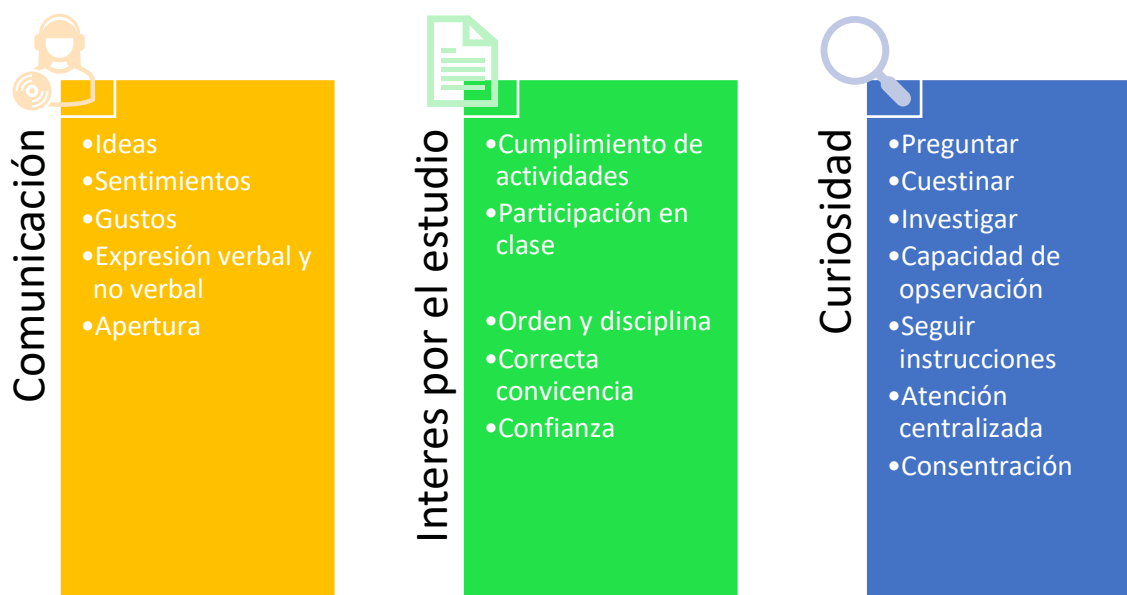 Comunicación
•Ideas
•Sentimientos
•Gustos
•Expresión verbal y
no verbal
•Apertura
Interes por el estudio
•Cumplimiento de
actividades
•Participación en
clase
•Orden y disciplina
•Correcta
convicencia
•Confianza
Curiosidad
•Preguntar
•Cuestinar
•Investigar
•Capacidad de
opservación
•Seguir
instrucciones
•Atención
centralizada
•Consentración